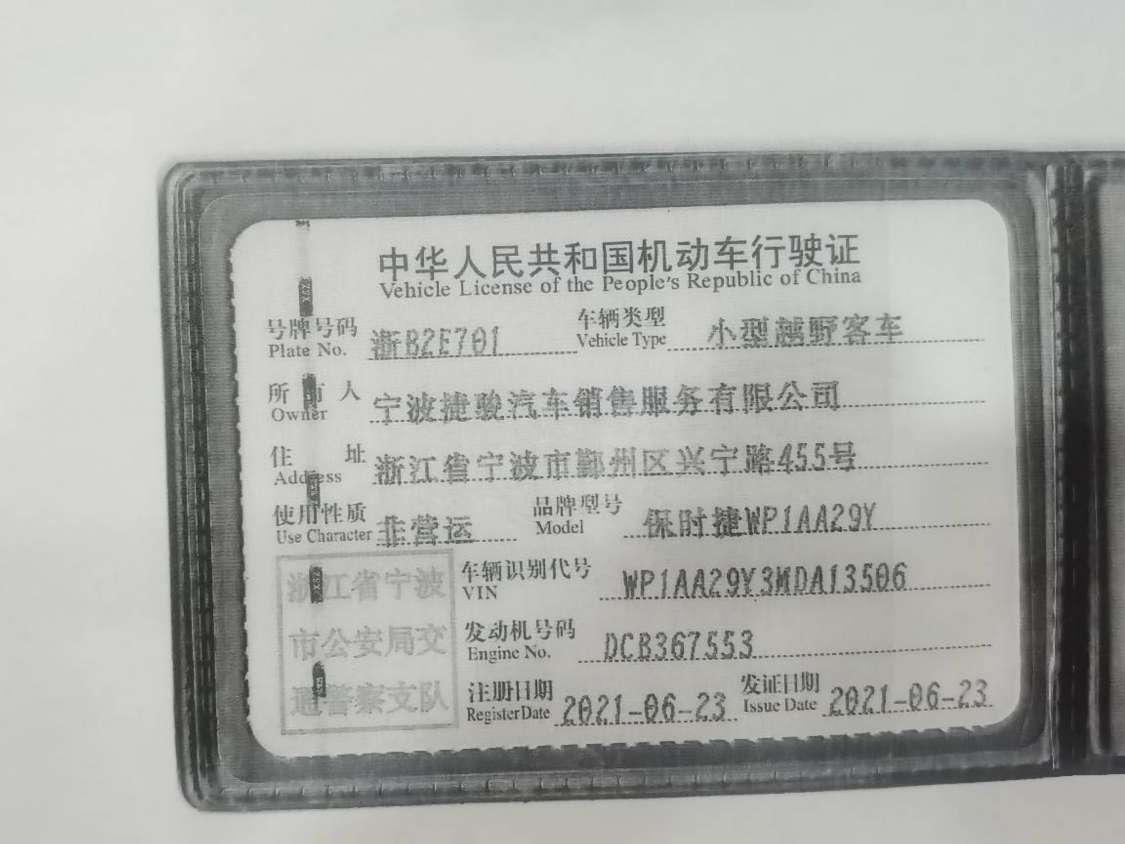 中华人民共和国机动车行驶证
Vehicle License of the People's Republic of China
号牌号码 浙B2E701 车辆类型 小型越野客车
Plate No. Vehicle Type
所有人 宁波捷骏汽车销售服务有限公司
Owner
住 址 浙江省宁波市鄞州区兴宁路455号
Address
使用性质 非营运 品牌型号 保时捷WP1AA29Y
Use Character Model
浙江省宁波
市公安局交
通警察支队
车辆识别代号 WP1AA29Y3MDA13506
VIN
发动机号码 DCB367553
Engine No.
注册日期 2021-06-23 发证日期 2021-06-23
Register Date Issue Date